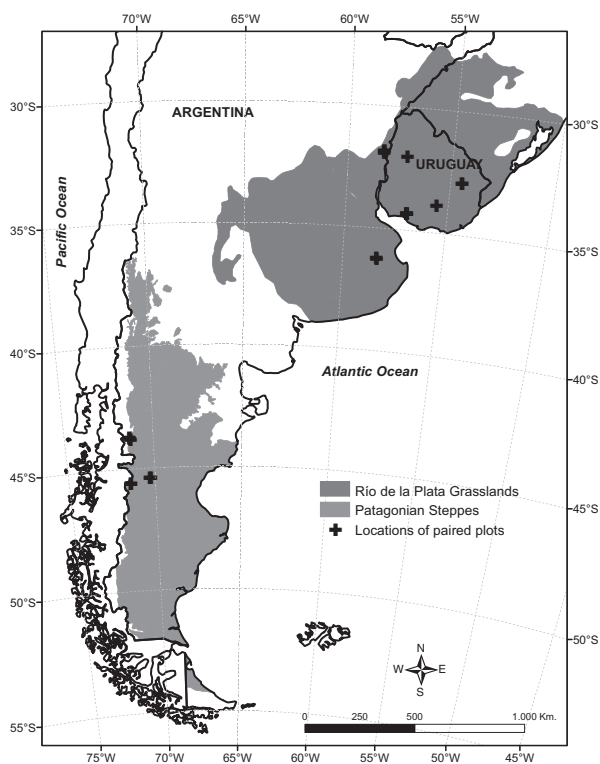 70°W 65°W 60°W 55°W
30°S
ARGENTINA
30°S
URUGUAY
Pacific Ocean
35°S
35°S
40°S
Atlantic Ocean
40°S
45°S
Río de la Plata Grasslands
45°S
Patagonian Steppes
Locations of paired plots
50°S
50°S
N
W E
S
0 250 500 1.000 Km.
55°S
75°W 70°W 65°W 60°W 55°W 50°W 45°W